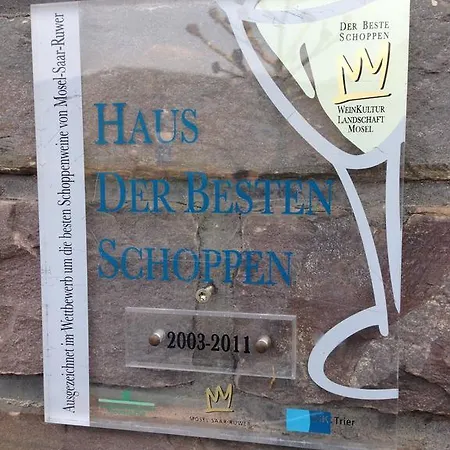 Ausgezeichnet im Wettbewerb um die besten Schoppenweine von Mosel-Saar-Ruwer
DER BESTE
SCHOPPEN
WEINKULTUR
LANDSCHAFT
MOSEL
HAUS
DER BESTEN
SCHOPPEN
2003-2011
MOSEL-SAAR-RUWER
Trier